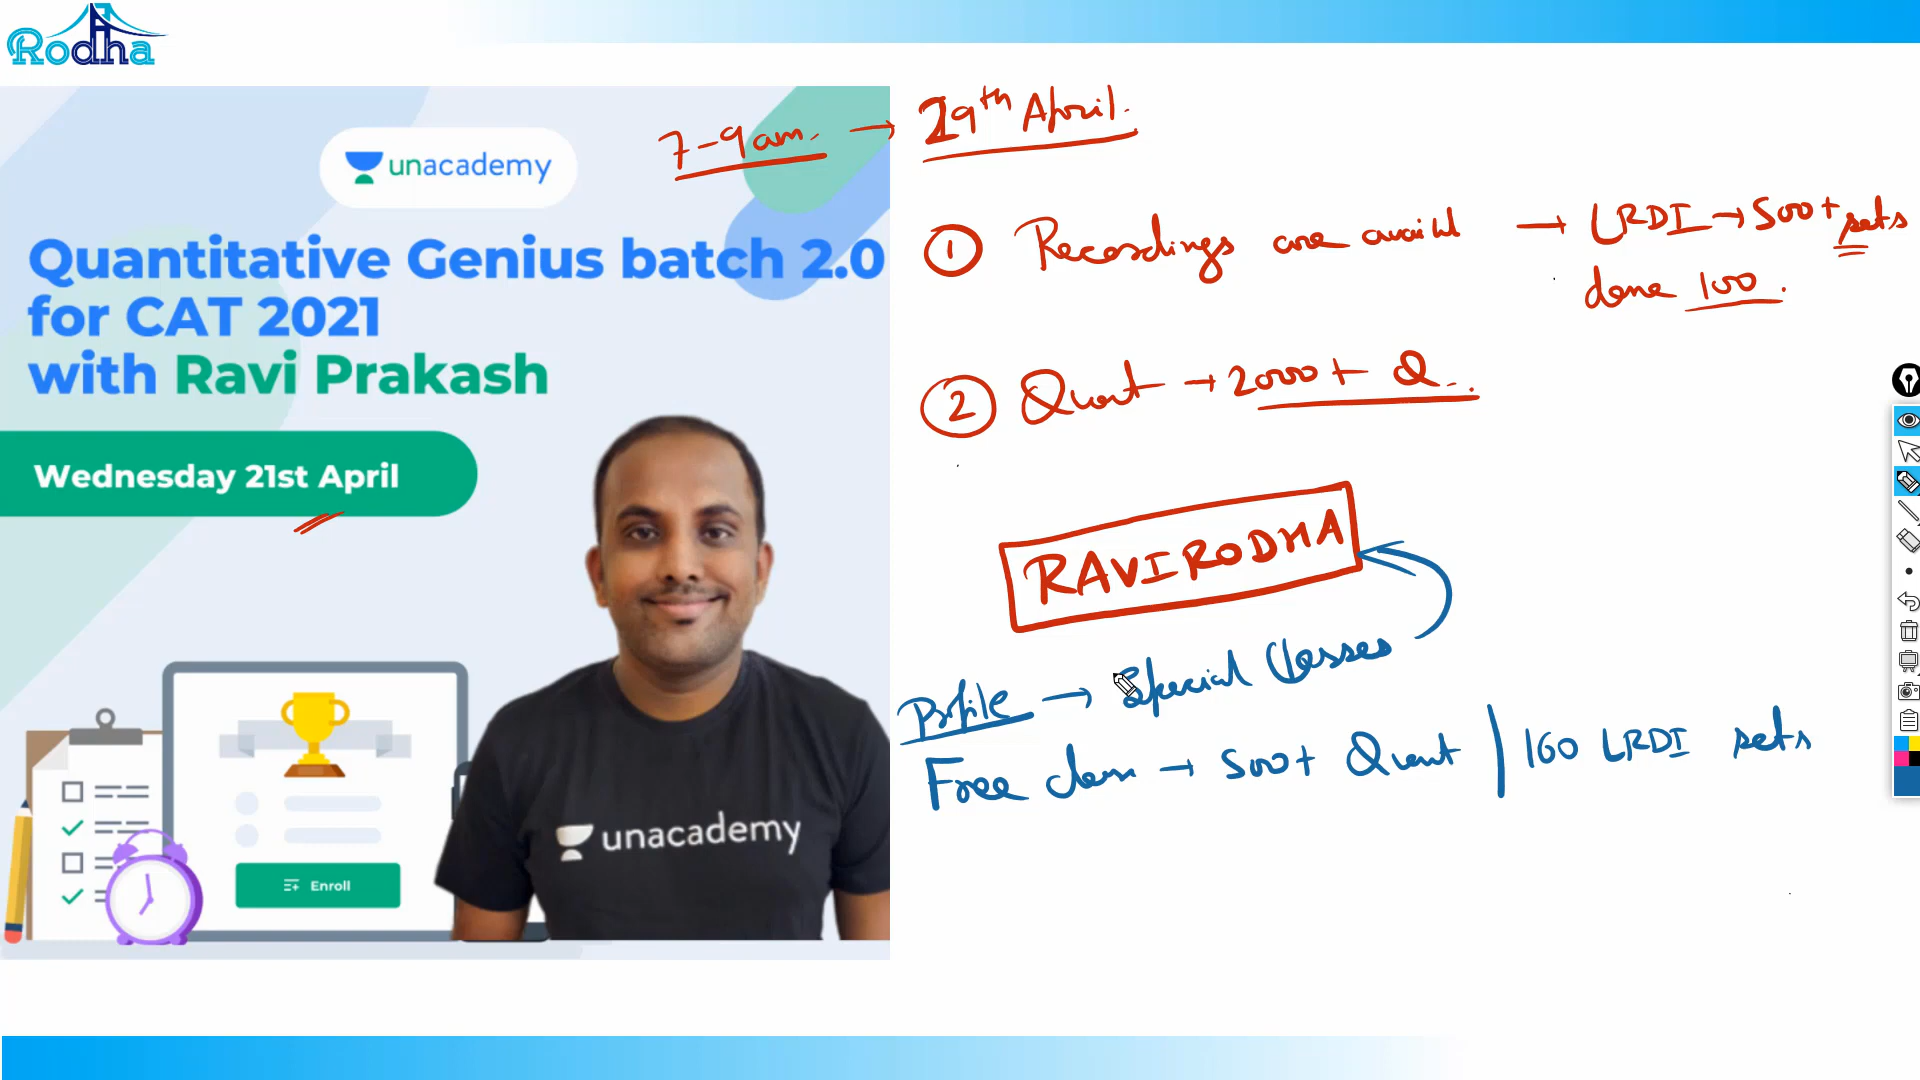 Rodha
unacademy
Quantitative Genius batch 2.0
for CAT 2021
with Ravi Prakash
Wednesday 21st April
Enroll
unacademy
7-9am. → 29th April.
① Recordings are availbl → LRDI → 500+ sets
done 100.
② Quant → 2000+ Q..
RAVIRODHA
Profile → Special Classes
Free class → 500+ Quant | 100 LRDI sets